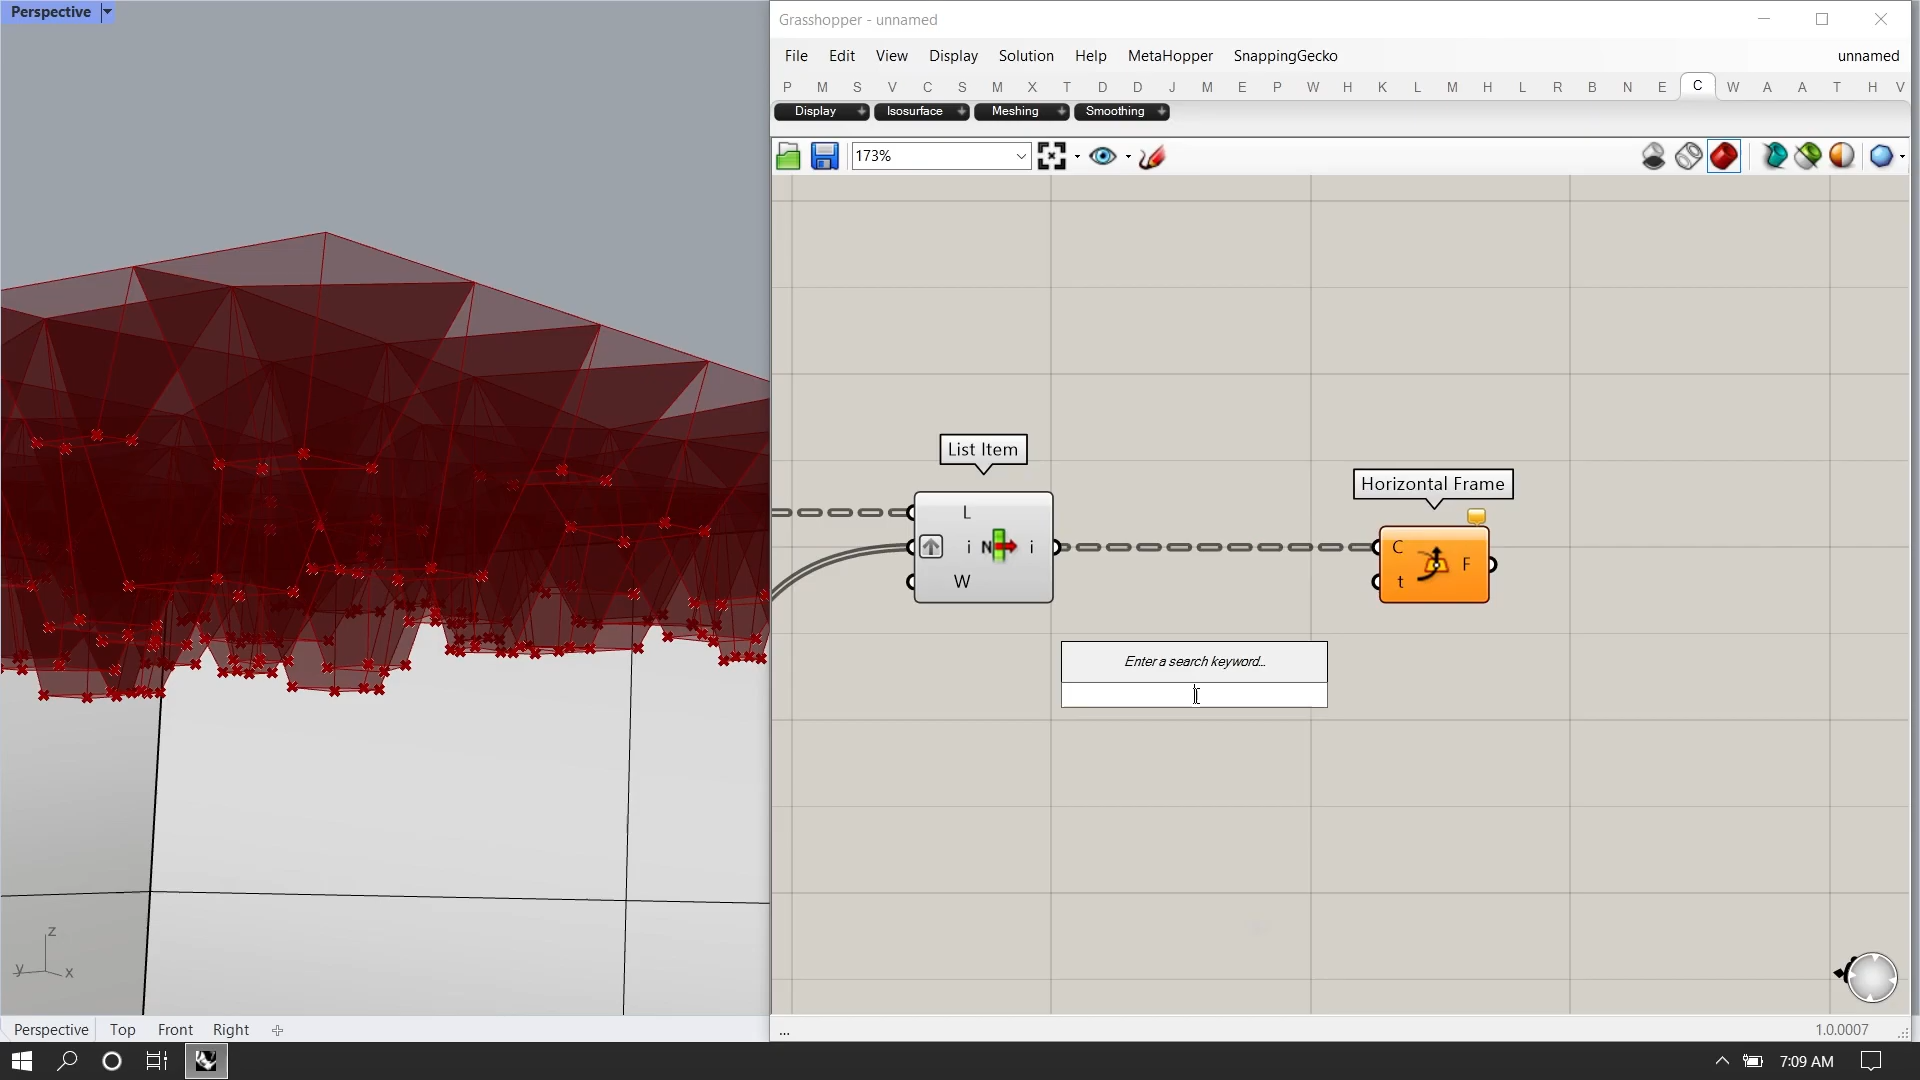 Perspective
Grasshopper - unnamed
File Edit View Display Solution Help MetaHopper SnappingGecko unnamed
P M S V C S M X T D D J M E P W H K L M H L R B N E C W A A T H V
Display Isosurface Meshing Smoothing
173%
List Item
Horizontal Frame
L
i N i
W
C
t
F
Enter a search keyword...
z
y x
Perspective Top Front Right
... 1.0.0007
7:09 AM